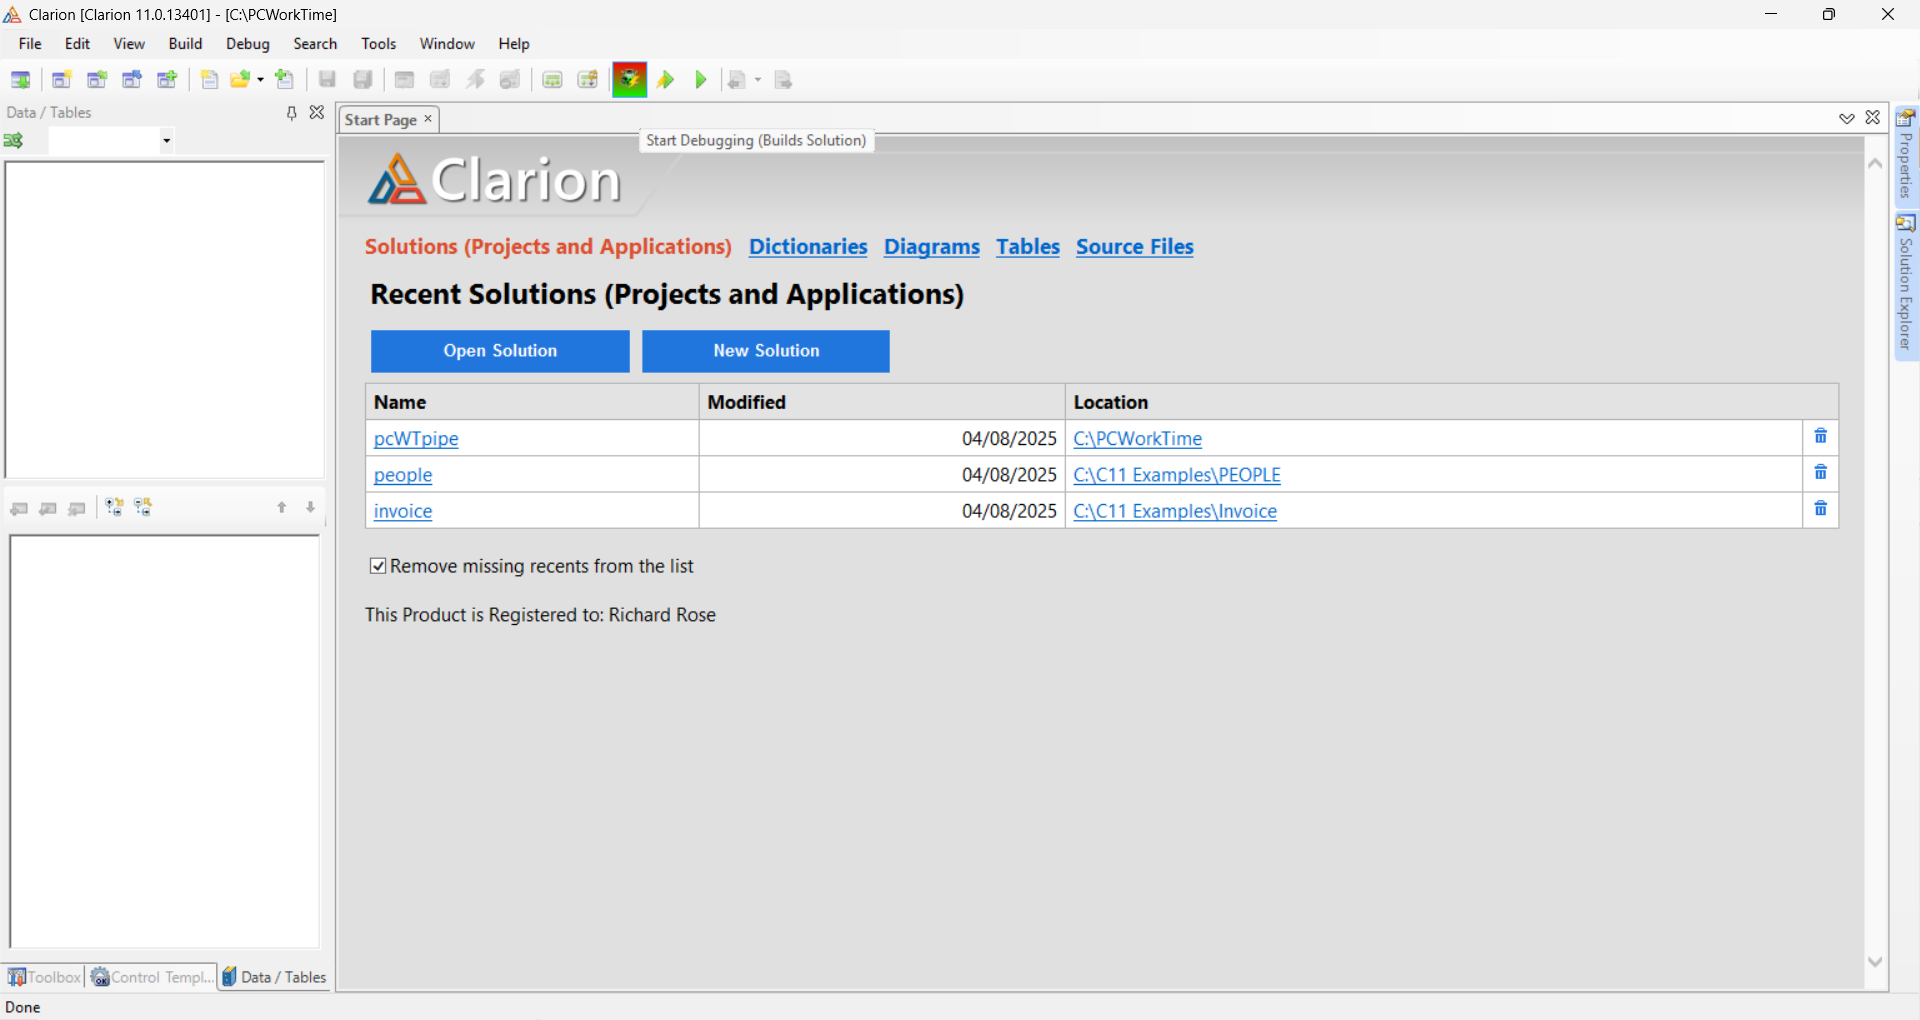 Clarion [Clarion 11.0.13401] - [C:\PCWorkTime]
File Edit View Build Debug Search Tools Window Help
Data / Tables
Start Page
Start Debugging (Builds Solution)
Clarion
Solutions (Projects and Applications) Dictionaries Diagrams Tables Source Files
Recent Solutions (Projects and Applications)
Open Solution New Solution
Name Modified Location
pcWTpipe 04/08/2025 C:\PCWorkTime
people 04/08/2025 C:\C11 Examples\PEOPLE
invoice 04/08/2025 C:\C11 Examples\Invoice
Remove missing recents from the list
This Product is Registered to: Richard Rose
Properties
Solution Explorer
Toolbox Control Templ... Data / Tables
Done